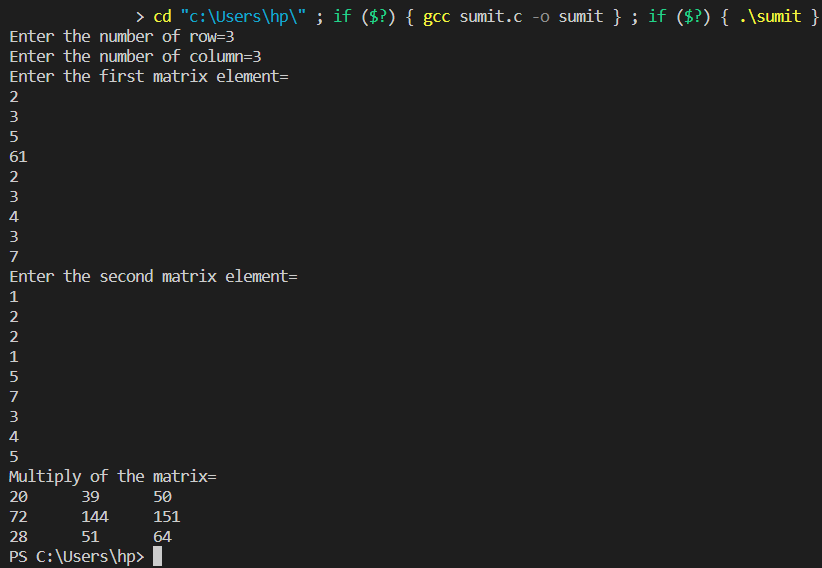 > cd "c:\Users\hp\" ; if ($?) { gcc sumit.c -o sumit } ; if ($?) { .\sumit }
Enter the number of row=3
Enter the number of column=3
Enter the first matrix element=
2
3
5
61
2
3
4
3
7
Enter the second matrix element=
1
2
2
1
5
7
3
4
5
Multiply of the matrix=
20 39 50
72 144 151
28 51 64
PS C:\Users\hp>